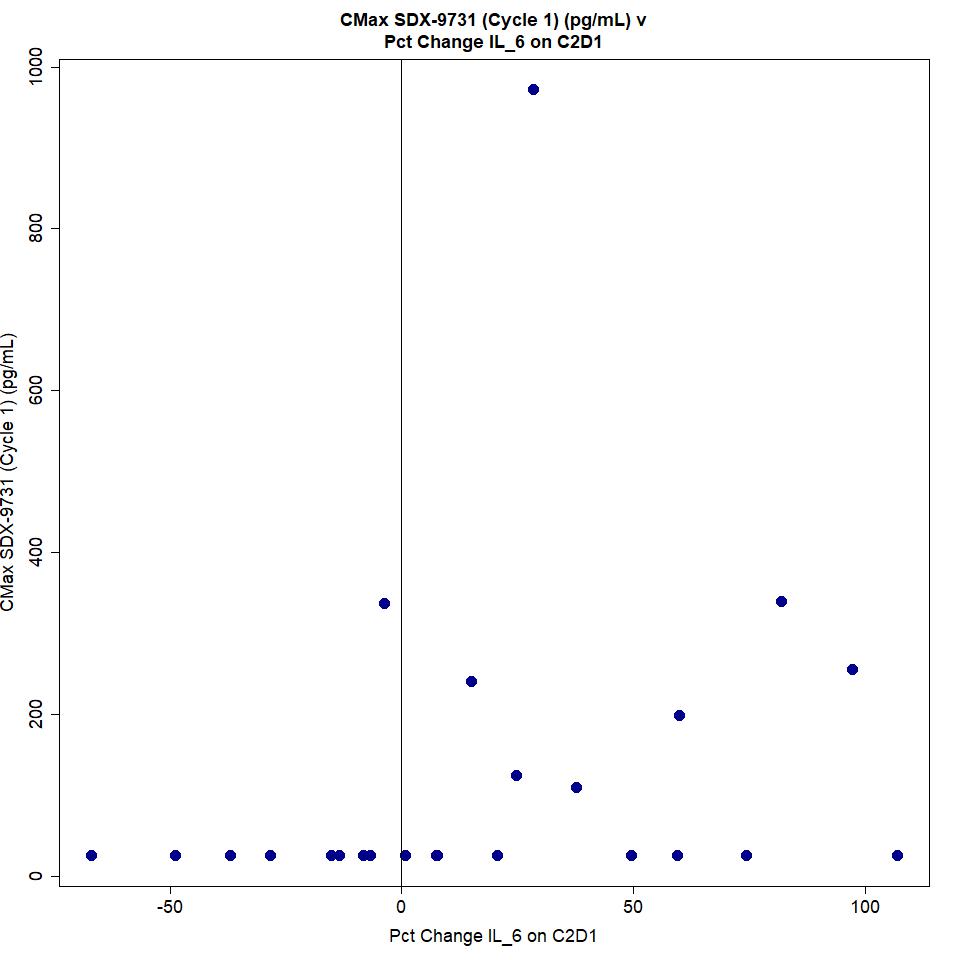 CMax SDX-9731 (Cycle 1) (pg/mL) v
Pct Change IL_6 on C2D1
1000
800
600
400
200
0
CMax SDX-9731 (Cycle 1) (pg/mL)
-50
0
50
100
Pct Change IL_6 on C2D1